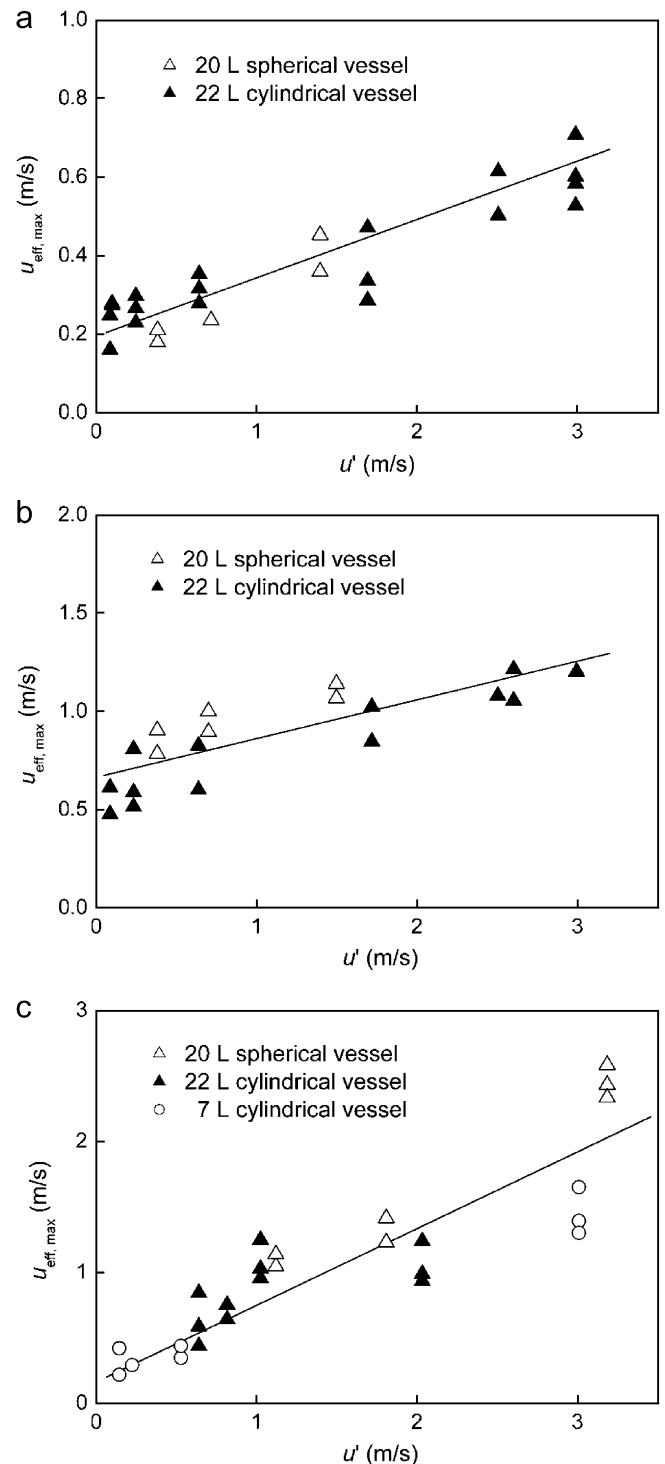 a
1.0
0.8
0.6
0.4
0.2
0.0
u_eff, max (m/s)
△ 20 L spherical vessel
▲ 22 L cylindrical vessel
0 1 2 3
u' (m/s)
b
2.0
1.5
1.0
0.5
0.0
u_eff, max (m/s)
△ 20 L spherical vessel
▲ 22 L cylindrical vessel
0 1 2 3
u' (m/s)
c
3
2
1
0
u_eff, max (m/s)
△ 20 L spherical vessel
▲ 22 L cylindrical vessel
○ 7 L cylindrical vessel
0 1 2 3
u' (m/s)